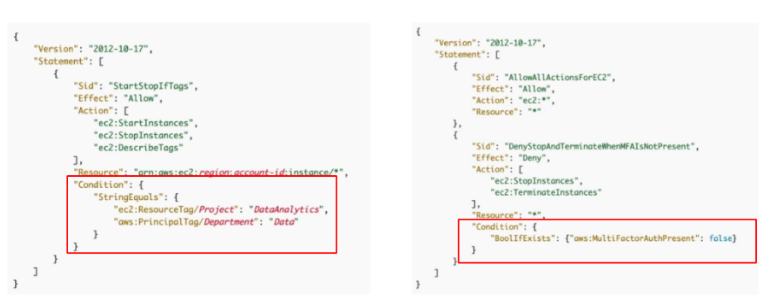 {
    "Version": "2012-10-17",
    "Statement": [
        {
            "Sid": "StartStopIfTags",
            "Effect": "Allow",
            "Action": [
                "ec2:StartInstances",
                "ec2:StopInstances",
                "ec2:DescribeTags"
            ],
            "Resource": "arn:aws:ec2:region:account-id:instance/*",
            "Condition": {
                "StringEquals": {
                    "ec2:ResourceTag/Project": "DataAnalytics",
                    "aws:PrincipalTag/Department": "Data"
                }
            }
        }
    ]
}
{
    "Version": "2012-10-17",
    "Statement": [
        {
            "Sid": "AllowAllActionsForEC2",
            "Effect": "Allow",
            "Action": "ec2:*",
            "Resource": "*"
        },
        {
            "Sid": "DenyStopAndTerminateWhenMFAIsNotPresent",
            "Effect": "Deny",
            "Action": [
                "ec2:StopInstances",
                "ec2:TerminateInstances"
            ],
            "Resource": "*",
            "Condition": {
                "BoolIfExists": {"aws:MultiFactorAuthPresent": false}
            }
        }
    ]
}